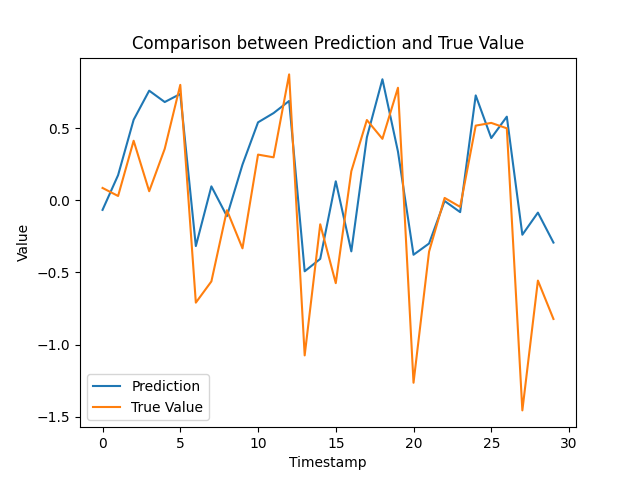 Comparison between Prediction and True Value
Value
0.5
0.0
−0.5
−1.0
−1.5
Prediction
True Value
0 5 10 15 20 25 30
Timestamp